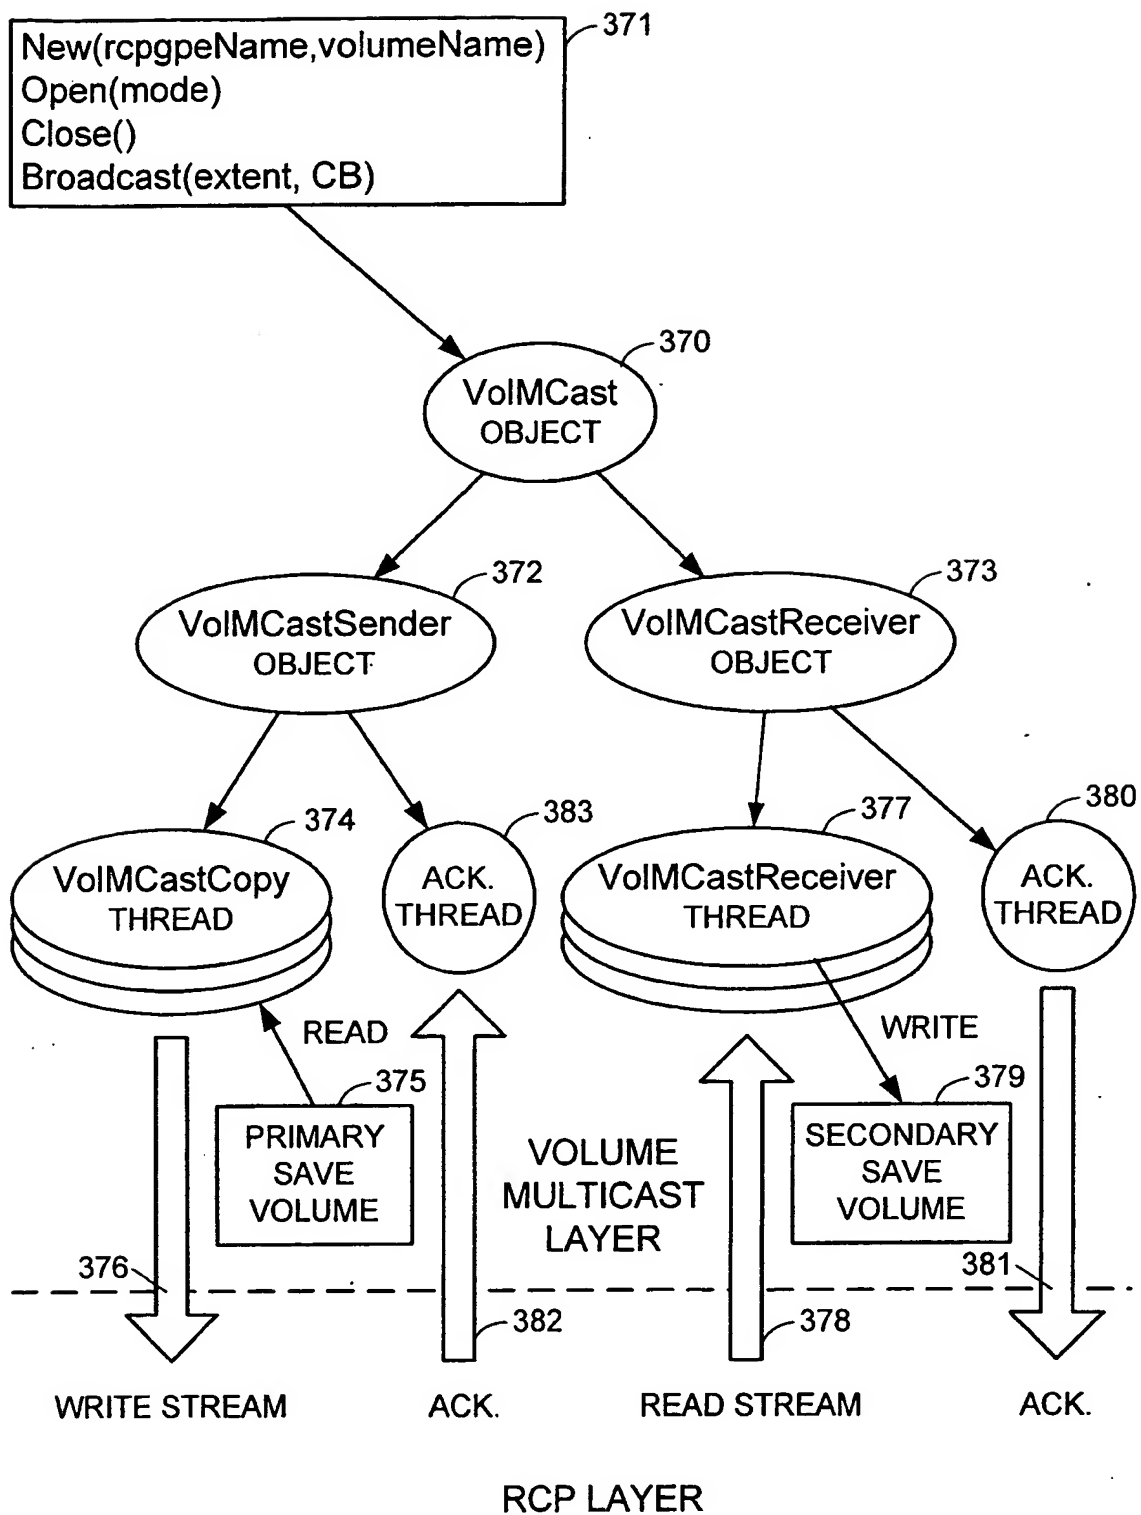 371
New(rcpgpeName,volumeName)
Open(mode)
Close()
Broadcast(extent, CB)
370
VolMCast
OBJECT
372
VolMCastSender
OBJECT
373
VolMCastReceiver
OBJECT
374
VolMCastCopy
THREAD
383
ACK.
THREAD
377
VolMCastReceiver
THREAD
380
ACK.
THREAD
READ
WRITE
375
PRIMARY
SAVE
VOLUME
VOLUME
MULTICAST
LAYER
379
SECONDARY
SAVE
VOLUME
376
382
378
381
WRITE STREAM
ACK.
READ STREAM
ACK.
RCP LAYER